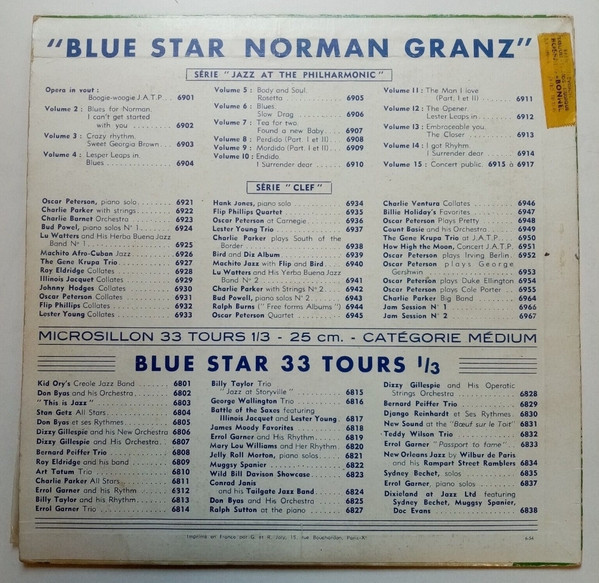 "BLUE STAR NORMAN GRANZ"
SÉRIE "JAZZ AT THE PHILHARMONIC"
Opera in vout :
Boogie-woogie J.A.T.P. 6901
Volume 2 : Blues for Norman.
I can't get started
with you 6902
Volume 3 : Crazy rhythm.
Sweet Georgia Brown 6903
Volume 4 : Lesper Leaps in.
Blues 6904
Volume 5 : Body and Soul.
Rosetta 6905
Volume 6 : Blues.
Slow Drag 6906
Volume 7 : Tea for two.
Found a new Baby 6907
Volume 8 : Perdido (Part. I et II) 6908
Volume 9 : Mordido (Part. I et II) 6909
Volume 10 : Endido
I Surrender dear 6910
Volume 11 : The Man I love
(Part. I et II) 6911
Volume 12 : The Opener.
Lester Leaps in 6912
Volume 13 : Embraceable you.
The Closer 6913
Volume 14 : I got Rhythm.
I Surrender dear 6914
Volume 15 : Concert public. 6915 à 6917
SÉRIE "CLEF"
Oscar Peterson, piano solo 6921
Charlie Parker with strings 6922
Charlie Barnet Orchestra 6923
Bud Powel, piano solos N° 1 6924
Lu Watters and His Herbo Buena Jazz
Band N° 1 6925
Machito Afro-Cuban Jazz 6926
The Gene Krupa Trio 6927
Roy Eldridge Collates 6928
Illinois Jacquet Collates 6929
Johnny Hodges Collates 6930
Oscar Peterson Collates 6931
Flip Phillips Collates 6932
Lester Young Collates 6933
Hank Jones, piano solo 6934
Flip Phillips Quartet 6935
Oscar Peterson at Carnegie 6936
Lester Young Trio 6937
Charlie Parker plays South of the
Border 6938
Bird and Diz Album 6939
Machito Jazz with Flip and Bird 6940
Lu Watters and His Yerba Buena Jazz
Band N° 2 6941
Charlie Parker with Strings N° 2 6942
Bud Powell, piano solos N° 2 6943
Ralph Burns ("Free forms Albums") 6944
Oscar Peterson Quartet 6945
Charlie Ventura Collates 6946
Billie Holiday's Favorites 6947
Oscar Peterson Plays Pretty 6948
Count Basie and his Orchestra 6949
The Gene Krupa Trio at J.A.T.P. 6950
How High the Moon, Concert J.A.T.P. 6951
Oscar Peterson plays Irving Berlin 6952
Oscar Peterson plays George
Gershwin 6953
Oscar Peterson plays Duke Ellington 6954
Oscar Peterson plays Cole Porter 6955
Charlie Parker Big Band 6964
Jam Session N° 1 6966
Jam Session N° 2 6967
MICROSILLON 33 TOURS 1/3 - 25 cm. - CATÉGORIE MÉDIUM
BLUE STAR 33 TOURS 1/3
Kid Ory's Creole Jazz Band 6801
Don Byas and his Orchestra 6802
"This is Jazz" 6803
Stan Getz All Stars 6804
Don Byas et ses Rythmes 6805
Dizzy Gillespie and his New Orchestra 6806
Dizzy Gillespie and His Orchestra 6807
Bernard Peiffer Trio 6808
Roy Eldridge and his band 6809
Art Tatum Trio 6810
Charlie Parker All Stars 6811
Errol Garner and his Rythm 6312
Billy Taylor and his Rhythm 6813
Errol Garner Trio 6814
Billy Taylor Trio
"Jazz at Storyville" 6815
George Wallington Trio 6816
Battle of the Saxes featuring
Illinois Jacquet and Lester Young 6817
James Moody Favorites 6818
Errol Garner and His Rhythm 6819
Mary Lou Williams and Her Rhythm 6820
Jelly Roll Morton, piano solos 6821
Muggsy Spanier 6822
Wild Bill Davison Showcase 6823
Conrad Janis
and his Tailgate Jazz Band 6824
Don Byas and His Orchestra 6825
Ralph Sutton at the piano 6827
Dizzy Gillespie and His Operatic
Strings Orchestra 6828
Bernard Peiffer Trio 6829
Django Reinhardt et Ses Rythmes 6830
New Sound at the "Bœuf sur le Toit" 6831
Teddy Wilson Trio 6832
Errol Garner "Passport to fame" 6833
New Orleans Jazz by Wilbur de Paris
and his Rampart Street Ramblers 6834
Sydney Bechet, solos 6835
Errol Garner, piano solos 6837
Dixieland at Jazz Ltd featuring
Sydney Bechet, Muggsy Spanier,
Doc Evans 6838